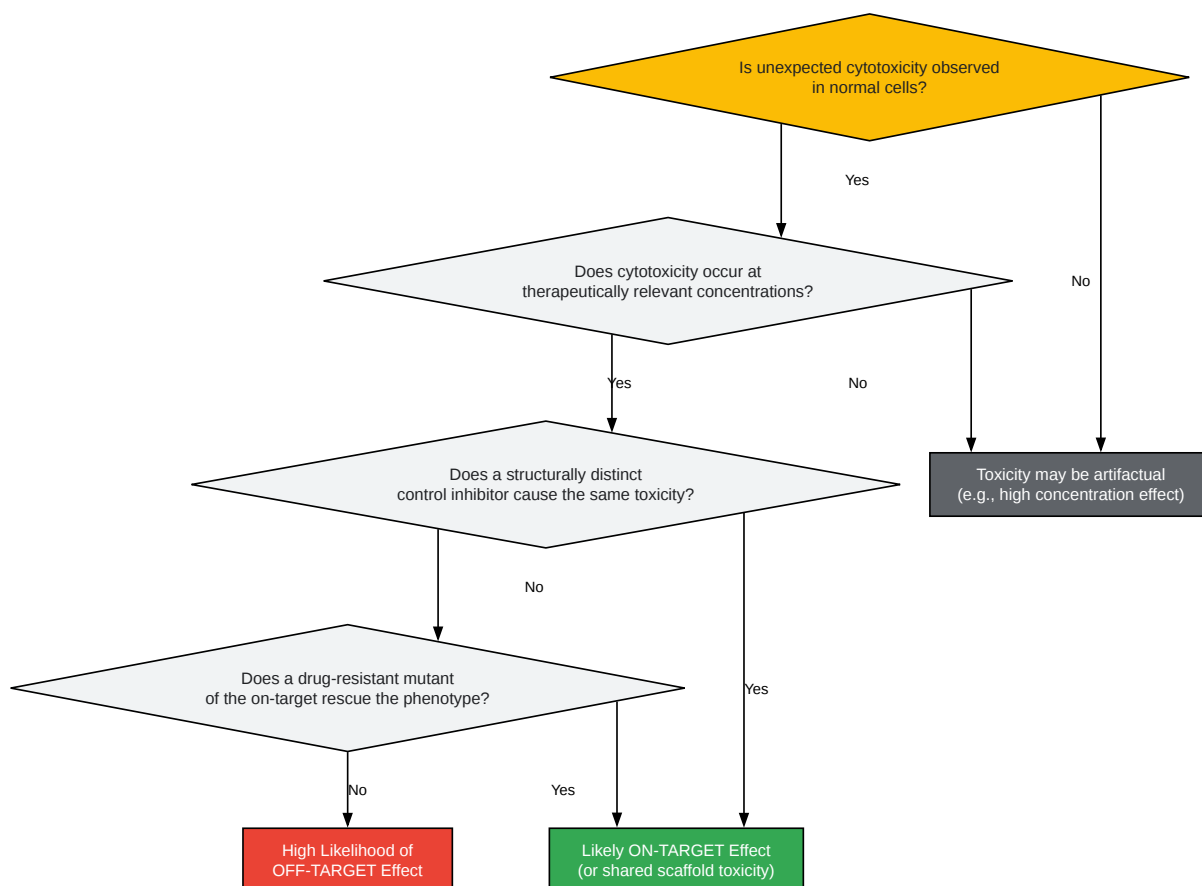 Is unexpected cytotoxicity observed
in normal cells?
Yes
Does cytotoxicity occur at
therapeutically relevant concentrations?
No
Yes
No
Does a structurally distinct
control inhibitor cause the same toxicity?
Toxicity may be artifactual
(e.g., high concentration effect)
No
Does a drug-resistant mutant
of the on-target rescue the phenotype?
Yes
No
Yes
High Likelihood of
OFF-TARGET Effect
Likely ON-TARGET Effect
(or shared scaffold toxicity)